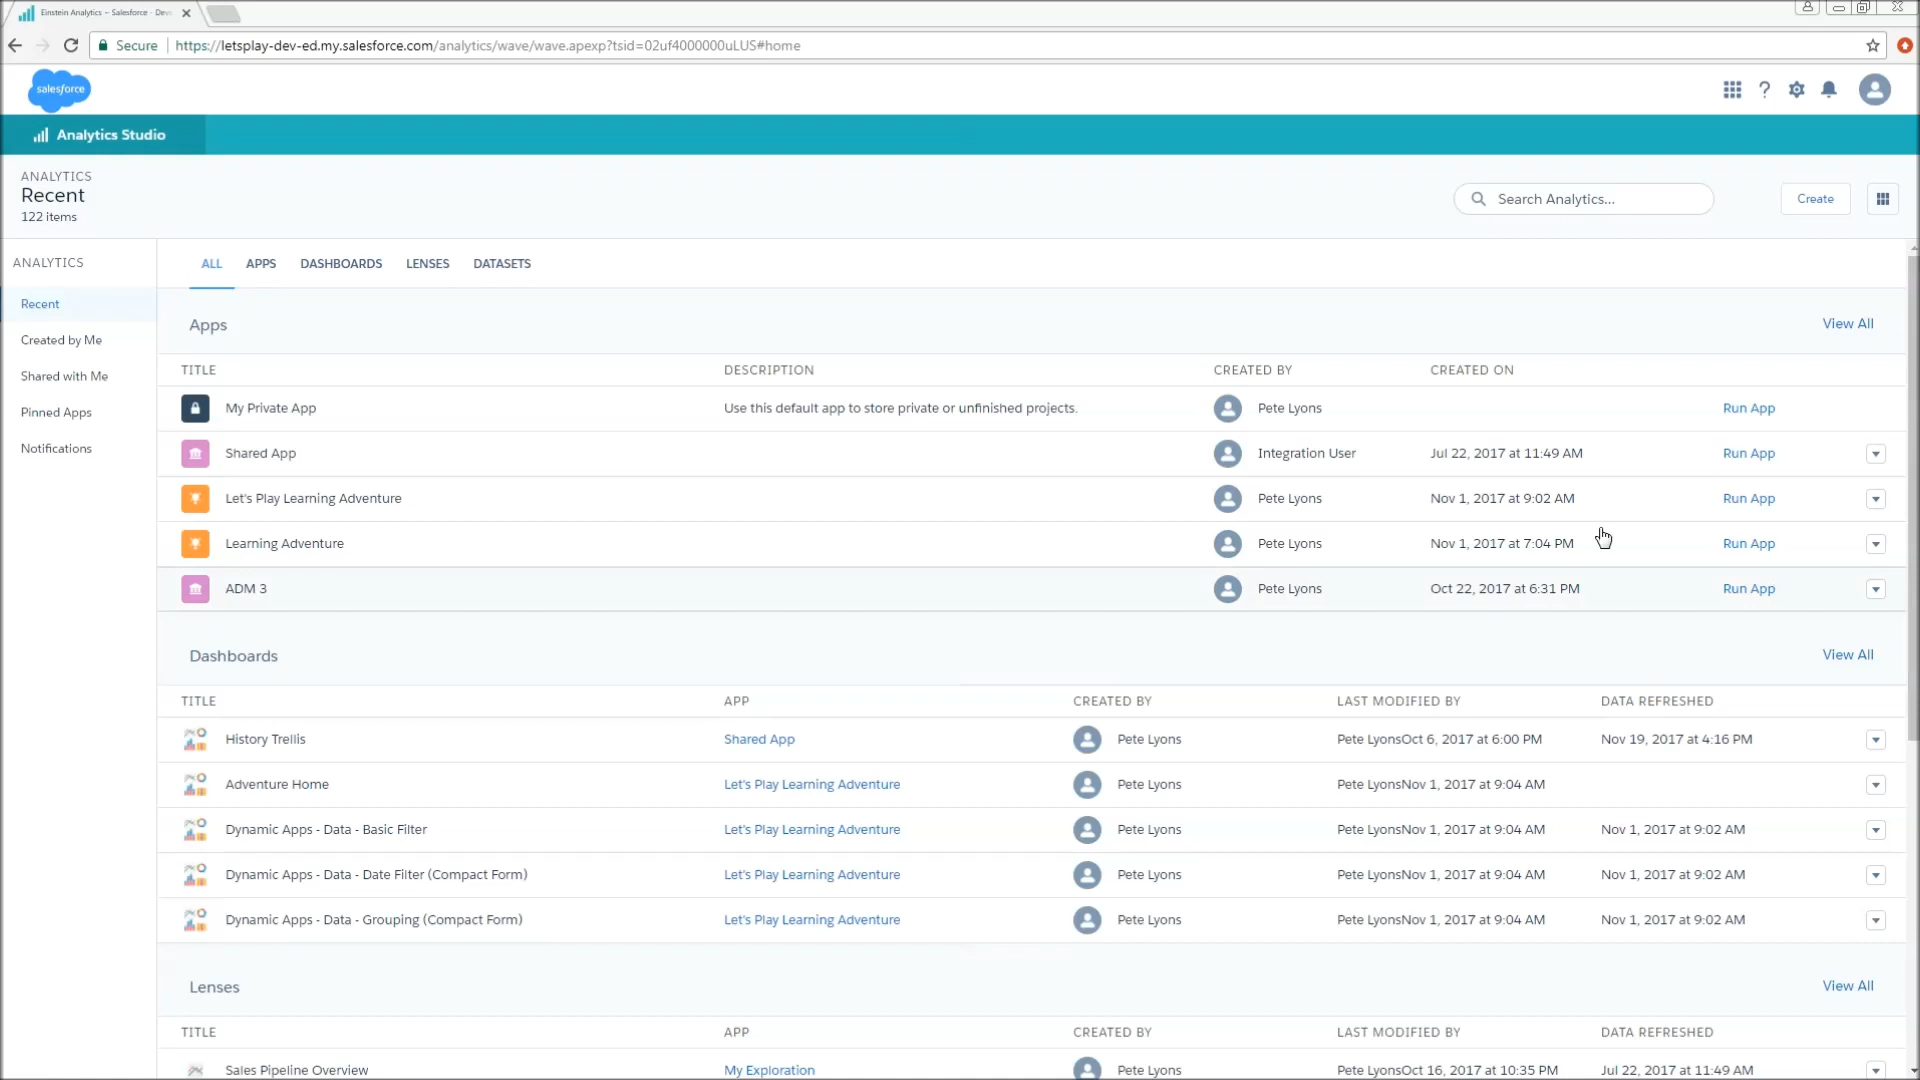 Einstein Analytics – Salesforce - Dev
Secure https://letsplay-dev-ed.my.salesforce.com/analytics/wave/wave.apexp?tsid=02uf4000000uLUS#home
salesforce
Analytics Studio
ANALYTICS
Recent
122 items
Search Analytics...
Create
ANALYTICS
Recent
Created by Me
Shared with Me
Pinned Apps
Notifications
ALL APPS DASHBOARDS LENSES DATASETS
Apps View All
TITLE DESCRIPTION CREATED BY CREATED ON
My Private App Use this default app to store private or unfinished projects. Pete Lyons Run App
Shared App Integration User Jul 22, 2017 at 11:49 AM Run App
Let's Play Learning Adventure Pete Lyons Nov 1, 2017 at 9:02 AM Run App
Learning Adventure Pete Lyons Nov 1, 2017 at 7:04 PM Run App
ADM 3 Pete Lyons Oct 22, 2017 at 6:31 PM Run App
Dashboards View All
TITLE APP CREATED BY LAST MODIFIED BY DATA REFRESHED
History Trellis Shared App Pete Lyons Pete LyonsOct 6, 2017 at 6:00 PM Nov 19, 2017 at 4:16 PM
Adventure Home Let's Play Learning Adventure Pete Lyons Pete LyonsNov 1, 2017 at 9:04 AM
Dynamic Apps - Data - Basic Filter Let's Play Learning Adventure Pete Lyons Pete LyonsNov 1, 2017 at 9:04 AM Nov 1, 2017 at 9:02 AM
Dynamic Apps - Data - Date Filter (Compact Form) Let's Play Learning Adventure Pete Lyons Pete LyonsNov 1, 2017 at 9:04 AM Nov 1, 2017 at 9:02 AM
Dynamic Apps - Data - Grouping (Compact Form) Let's Play Learning Adventure Pete Lyons Pete LyonsNov 1, 2017 at 9:04 AM Nov 1, 2017 at 9:02 AM
Lenses View All
TITLE APP CREATED BY LAST MODIFIED BY DATA REFRESHED
Sales Pipeline Overview My Exploration Pete Lyons Pete LyonsOct 16, 2017 at 10:35 PM Jul 22, 2017 at 11:49 AM